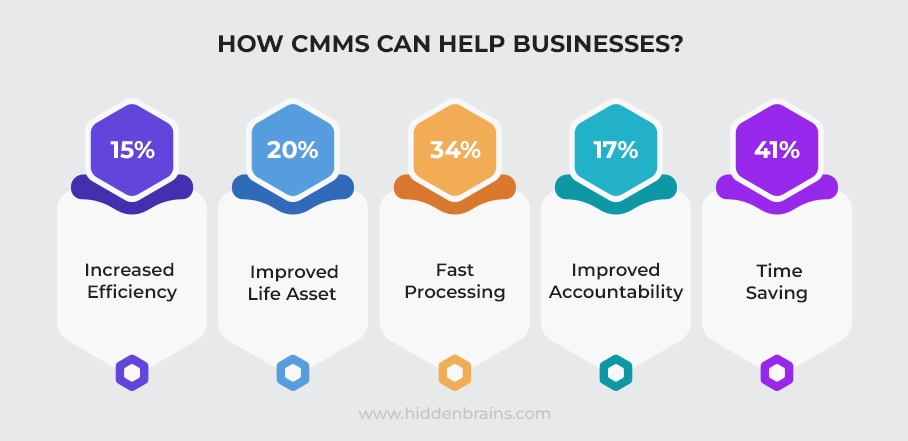 HOW CMMS CAN HELP BUSINESSES?
15%
Increased
Efficiency
20%
Improved
Life Asset
34%
Fast
Processing
17%
Improved
Accountability
41%
Time
Saving
www.hiddenbrains.com